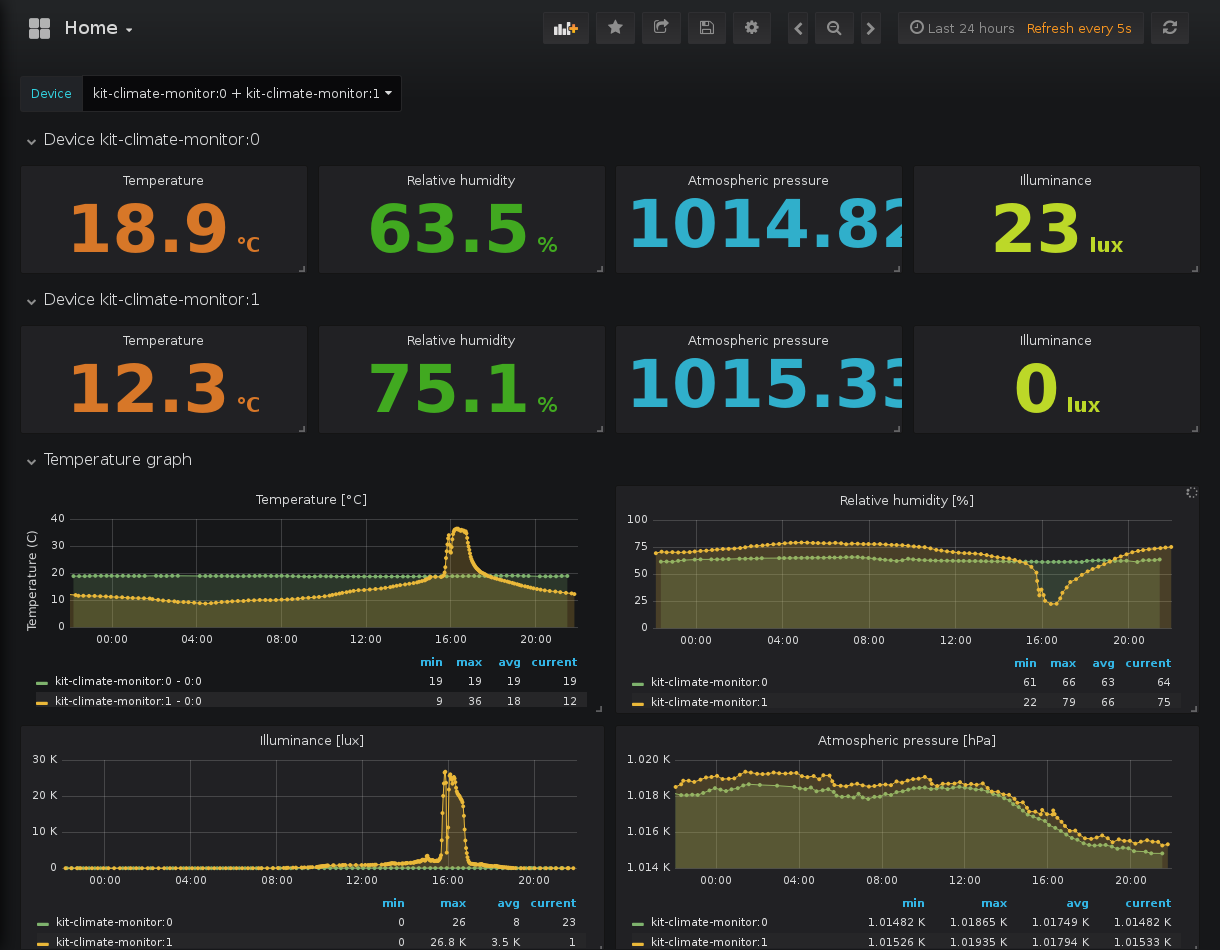 Home
Last 24 hours Refresh every 5s
Device kit-climate-monitor:0 + kit-climate-monitor:1
Device kit-climate-monitor:0
Temperature Relative humidity Atmospheric pressure Illuminance
18.9 °C 63.5 % 1014.82 23 lux
Device kit-climate-monitor:1
Temperature Relative humidity Atmospheric pressure Illuminance
12.3 °C 75.1 % 1015.33 0 lux
Temperature graph
Temperature [°C]
Temperature (C)
40
30
20
10
0
00:00 04:00 08:00 12:00 16:00 20:00
min max avg current
kit-climate-monitor:0 - 0:0 19 19 19 19
kit-climate-monitor:1 - 0:0 9 36 18 12
Relative humidity [%]
100
75
50
25
0
00:00 04:00 08:00 12:00 16:00 20:00
min max avg current
kit-climate-monitor:0 61 66 63 64
kit-climate-monitor:1 22 79 66 75
Illuminance [lux]
30 K
20 K
10 K
0
00:00 04:00 08:00 12:00 16:00 20:00
min max avg current
kit-climate-monitor:0 0 26 8 23
kit-climate-monitor:1 0 26.8 K 3.5 K 1
Atmospheric pressure [hPa]
1.020 K
1.018 K
1.016 K
1.014 K
00:00 04:00 08:00 12:00 16:00 20:00
min max avg current
kit-climate-monitor:0 1.01482 K 1.01865 K 1.01749 K 1.01482 K
kit-climate-monitor:1 1.01526 K 1.01935 K 1.01794 K 1.01533 K